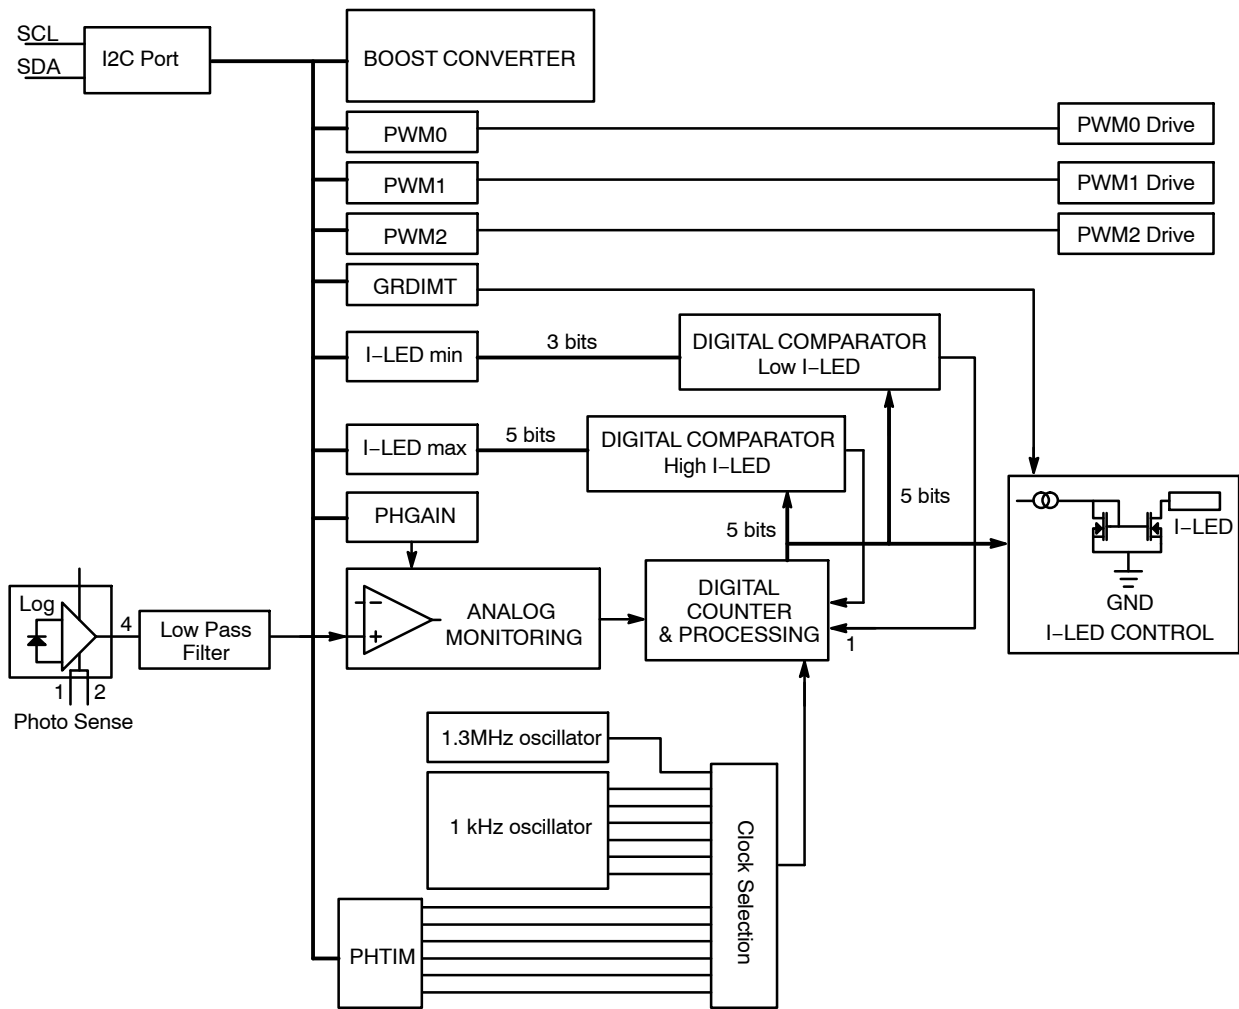 SCL
SDA
I2C Port
BOOST CONVERTER
PWM0
PWM0 Drive
PWM1
PWM1 Drive
PWM2
PWM2 Drive
GRDIMT
I−LED min
3 bits
DIGITAL COMPARATOR
Low I−LED
I−LED max
5 bits
DIGITAL COMPARATOR
High I−LED
PHGAIN
5 bits
5 bits
I−LED
GND
I−LED CONTROL
Log
4
Low Pass
Filter
− +
ANALOG
MONITORING
DIGITAL
COUNTER
& PROCESSING
1
1 2
Photo Sense
1.3MHz oscillator
1 kHz oscillator
Clock Selection
PHTIM